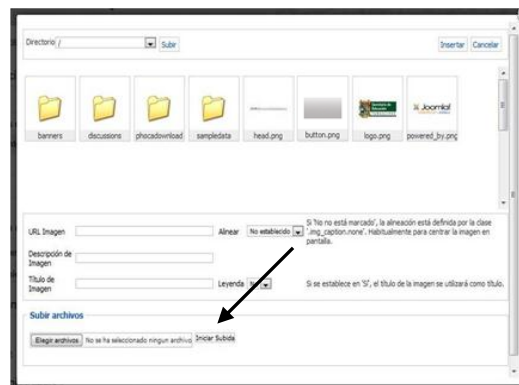 Directorio / Subir Insertar Cancelar
banners discussions phocadownload sampledata head.png button.png logo.png powered_by.png
Joomla!
URL Imagen Alinear No establecido Si 'No no está marcado', la alineación está definida por la clase
'.img_caption.none'. Habitualmente para centrar la imagen en
pantalla.
Descripción de
Imagen
Título de
Imagen Leyenda Si se establece en 'Sí', el título de la imagen se utilizará como título.
Subir archivos
Elegir archivos No se ha seleccionado ningun archivo Iniciar Subida